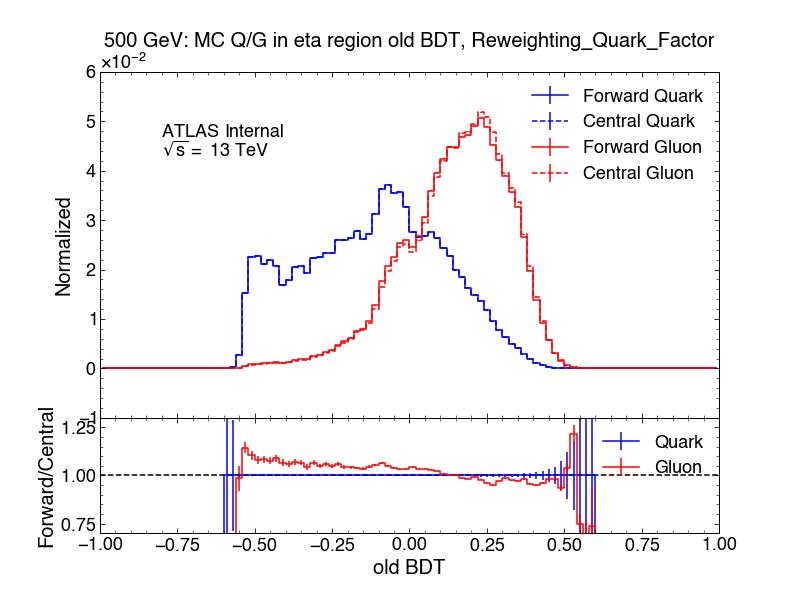 500 GeV: MC Q/G in eta region old BDT, Reweighting_Quark_Factor
×10⁻²
6
5
4
3
2
1
0
−1
Normalized
ATLAS Internal
√s = 13 TeV
Forward Quark
Central Quark
Forward Gluon
Central Gluon
1.25
1.00
0.75
Forward/Central
Quark
Gluon
−1.00 −0.75 −0.50 −0.25 0.00 0.25 0.50 0.75 1.00
old BDT